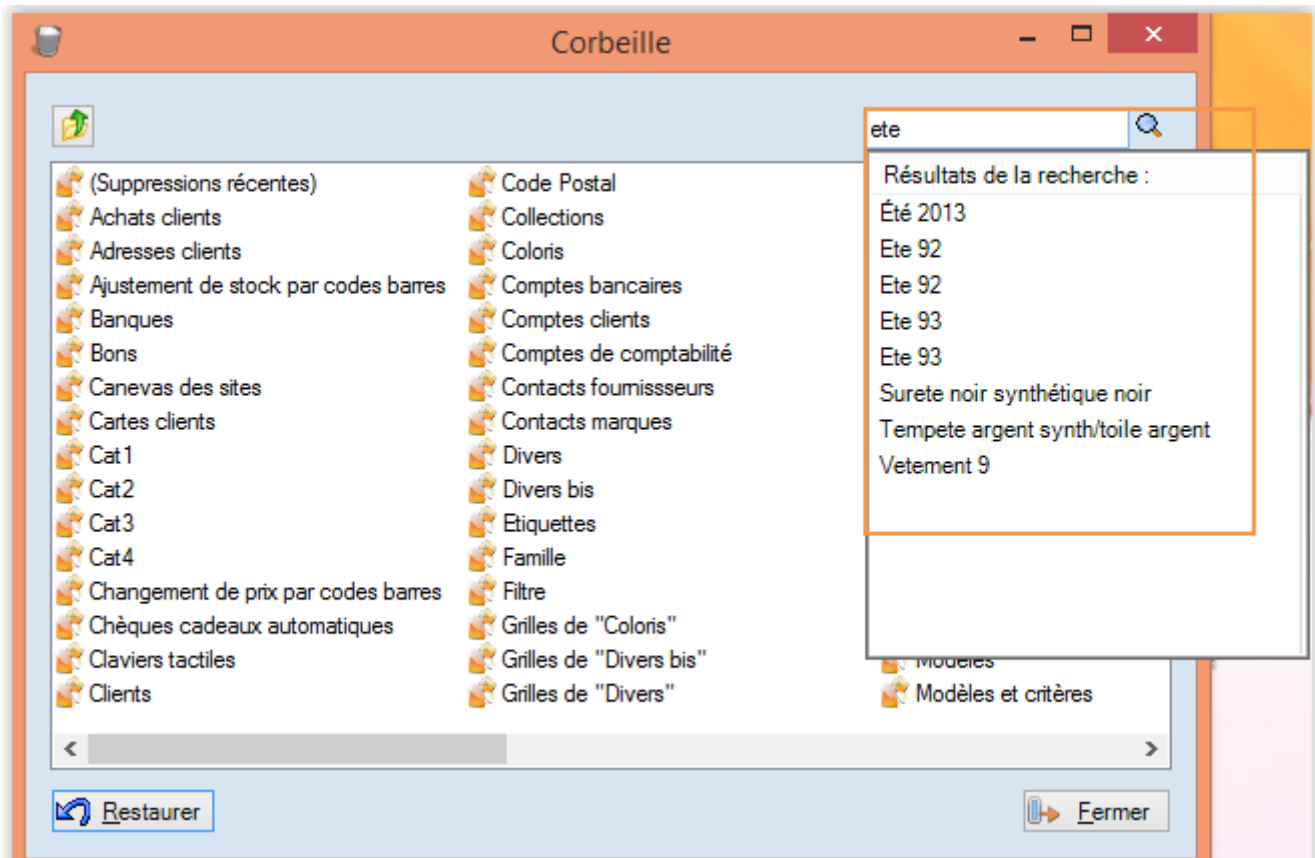 Corbeille
ete
Résultats de la recherche :
Été 2013
Ete 92
Ete 92
Ete 93
Ete 93
Surete noir synthétique noir
Tempete argent synth/toile argent
Vetement 9
(Suppressions récentes)
Achats clients
Adresses clients
Ajustement de stock par codes barres
Banques
Bons
Canevas des sites
Cartes clients
Cat1
Cat2
Cat3
Cat4
Changement de prix par codes barres
Chèques cadeaux automatiques
Claviers tactiles
Clients
Code Postal
Collections
Coloris
Comptes bancaires
Comptes clients
Comptes de comptabilité
Contacts fournissseurs
Contacts marques
Divers
Divers bis
Etiquettes
Famille
Filtre
Grilles de "Coloris"
Grilles de "Divers bis"
Grilles de "Divers"
Modèles
Modèles et critères
Restaurer
Fermer